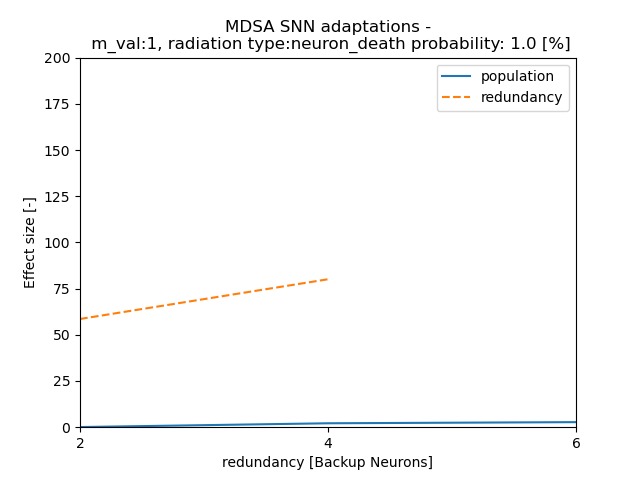 MDSA SNN adaptations -
m_val:1, radiation type:neuron_death probability: 1.0 [%]
200
175
150
125
100
75
50
25
0
Effect size [-]
population
redundancy
2
4
6
redundancy [Backup Neurons]